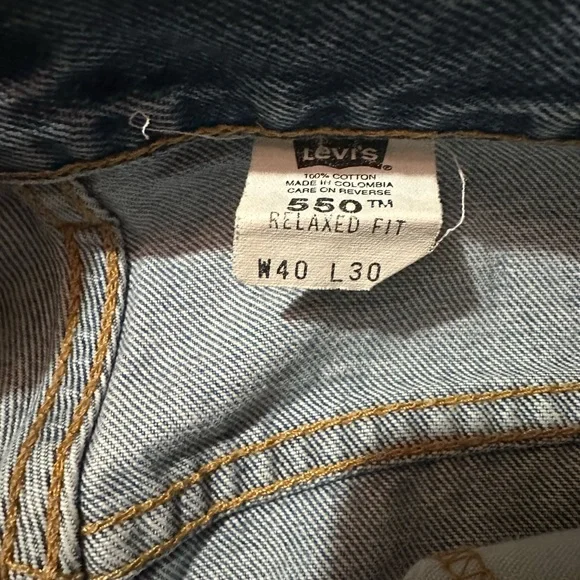 LEVI'S
100% COTTON
MADE IN COLOMBIA
CARE ON REVERSE
550™
RELAXED FIT
W40 L30